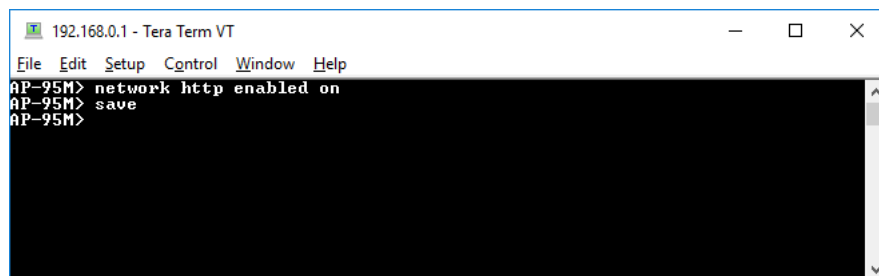 192.168.0.1 - Tera Term VT
File Edit Setup Control Window Help
AP-95M> network http enabled on
AP-95M> save
AP-95M>